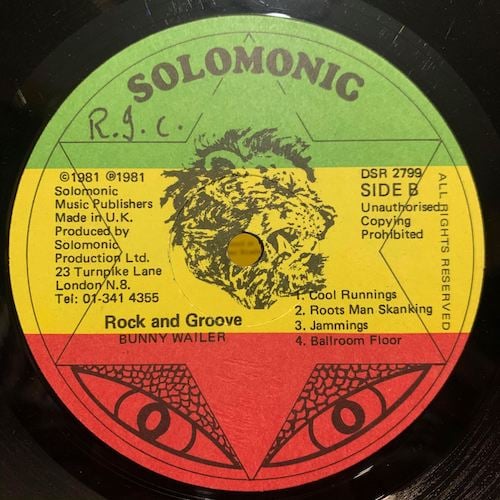 SOLOMONIC
R.J.C.
©1981 ℗1981
Solomonic
Music Publishers
Made in U.K.
Produced by
Solomonic
Production Ltd.
23 Turnpike Lane
London N.8.
Tel: 01-341 4355
DSR 2799
SIDE B
Unauthorised
Copying
Prohibited
ALL RIGHTS RESERVED
Rock and Groove
BUNNY WAILER
1. Cool Runnings
2. Roots Man Skanking
3. Jammings
4. Ballroom Floor